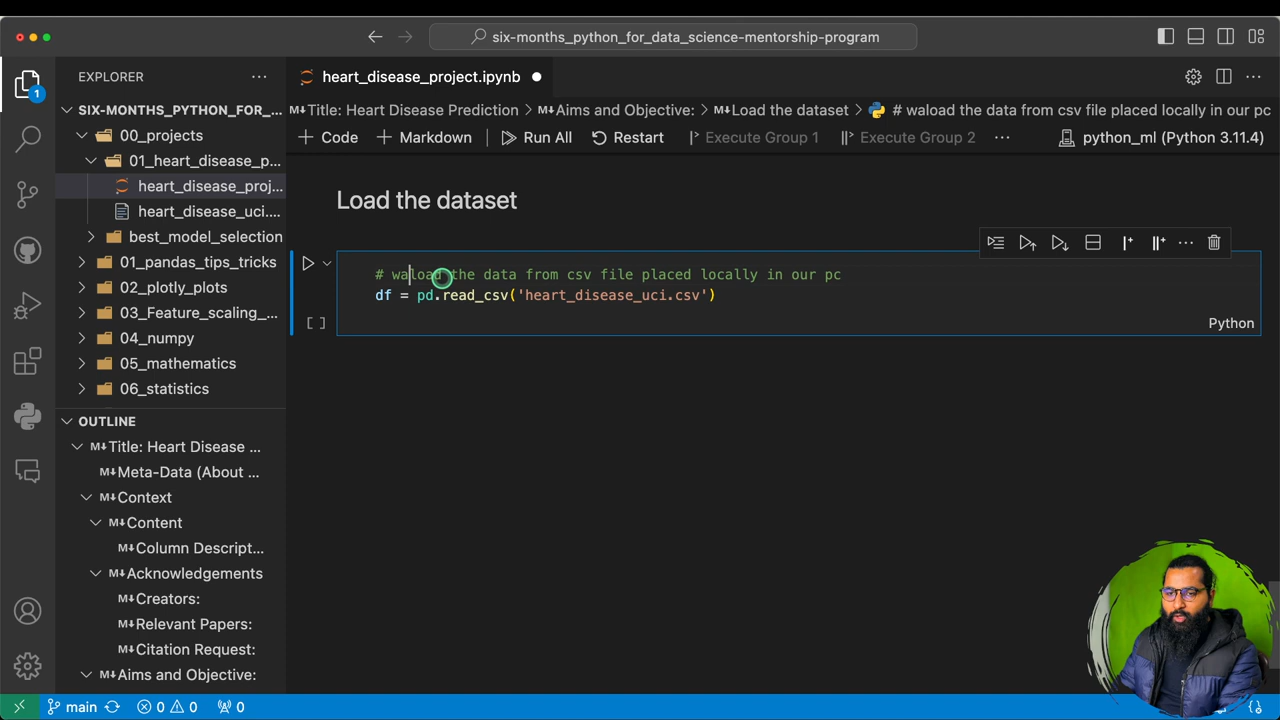 six-months_python_for_data_science-mentorship-program
EXPLORER
heart_disease_project.ipynb
1
SIX-MONTHS_PYTHON_FOR_...
Title: Heart Disease Prediction > Aims and Objective: > Load the dataset > # waload the data from csv file placed locally in our pc
00_projects
+ Code + Markdown Run All Restart Execute Group 1 Execute Group 2 ... python_ml (Python 3.11.4)
01_heart_disease_p...
heart_disease_proj...
heart_disease_uci....
best_model_selection
01_pandas_tips_tricks
02_plotly_plots
03_Feature_scaling_...
04_numpy
05_mathematics
06_statistics
Load the dataset
# waload the data from csv file placed locally in our pc
df = pd.read_csv('heart_disease_uci.csv')
[ ]
Python
OUTLINE
M↓Title: Heart Disease ...
M↓Meta-Data (About ...
M↓Context
M↓Content
M↓Column Descript...
M↓Acknowledgements
M↓Creators:
M↓Relevant Papers:
M↓Citation Request:
M↓Aims and Objective:
main 0 0 0